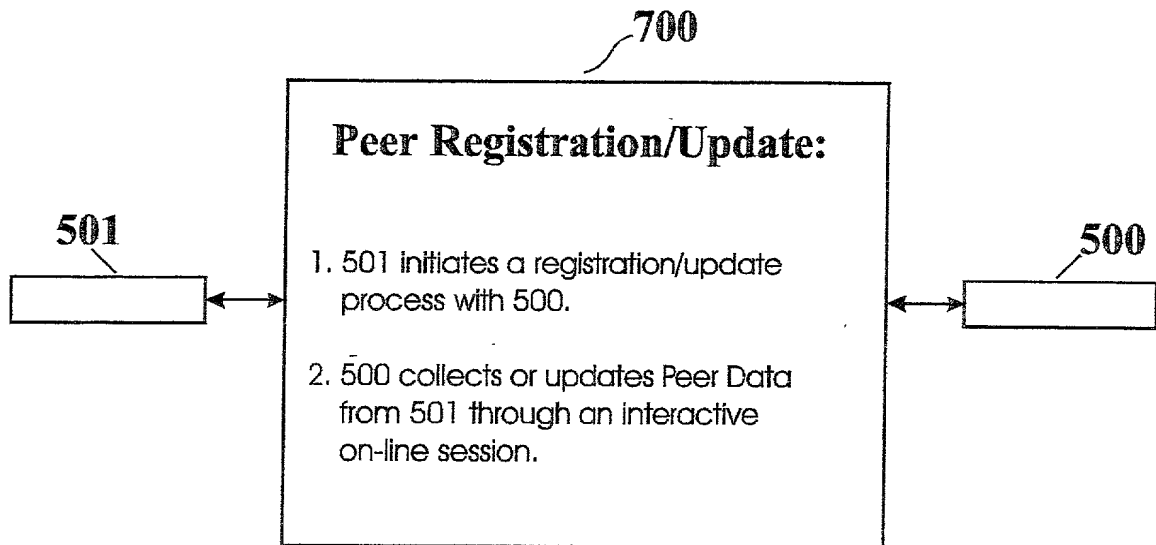 700
Peer Registration/Update:
501
500
1. 501 initiates a registration/update
process with 500.
2. 500 collects or updates Peer Data
from 501 through an interactive
on-line session.